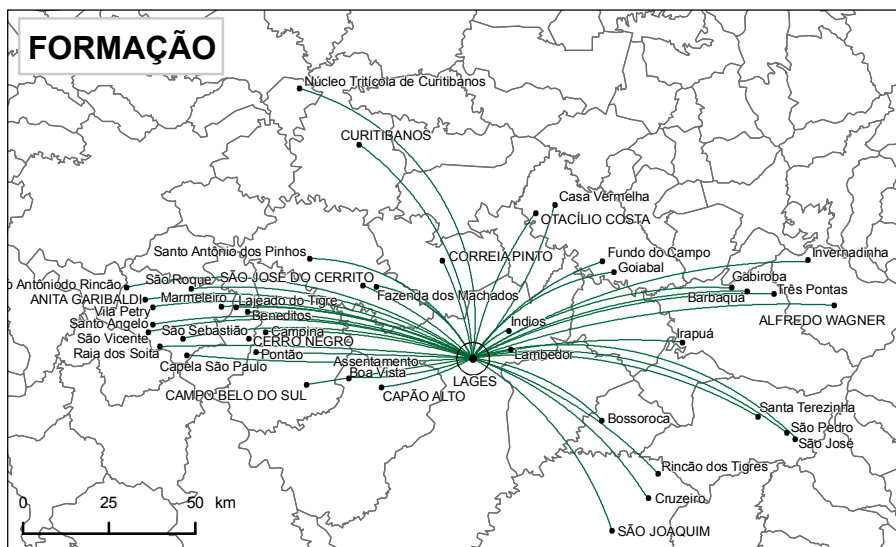 FORMAÇÃO
Núcleo Tritícola de Curitibanos
CURITIBANOS
Casa Vermelha
OTACÍLIO COSTA
Santo Antônio dos Pinhos
CORREIA PINTO
Fundo do Campo
Invernadinha
Goiabal
o Antôniodo Rincão
São Roque
SÃO JOSÉ DO CERRITO
Gabiroba
Fazenda dos Machados
Três Pontas
ANITA GARIBALDI
Marmeleiro
Lajeado do Tigre
Barbaquá
Vila Petry
Beneditos
ALFREDO WAGNER
Santo Angelo
Indios
São Vicente
São Sebastião
Campina
Irapuá
CERRO NEGRO
Raia dos Soita
Pontão
Lambedor
Capela São Paulo
Assentamento
Boa Vista
LAGES
CAMPO BELO DO SUL
CAPÃO ALTO
Santa Terezinha
Bossoroca
São Pedro
São José
Rincão dos Tigres
Cruzeiro
SÃO JOAQUIM
0 25 50 km